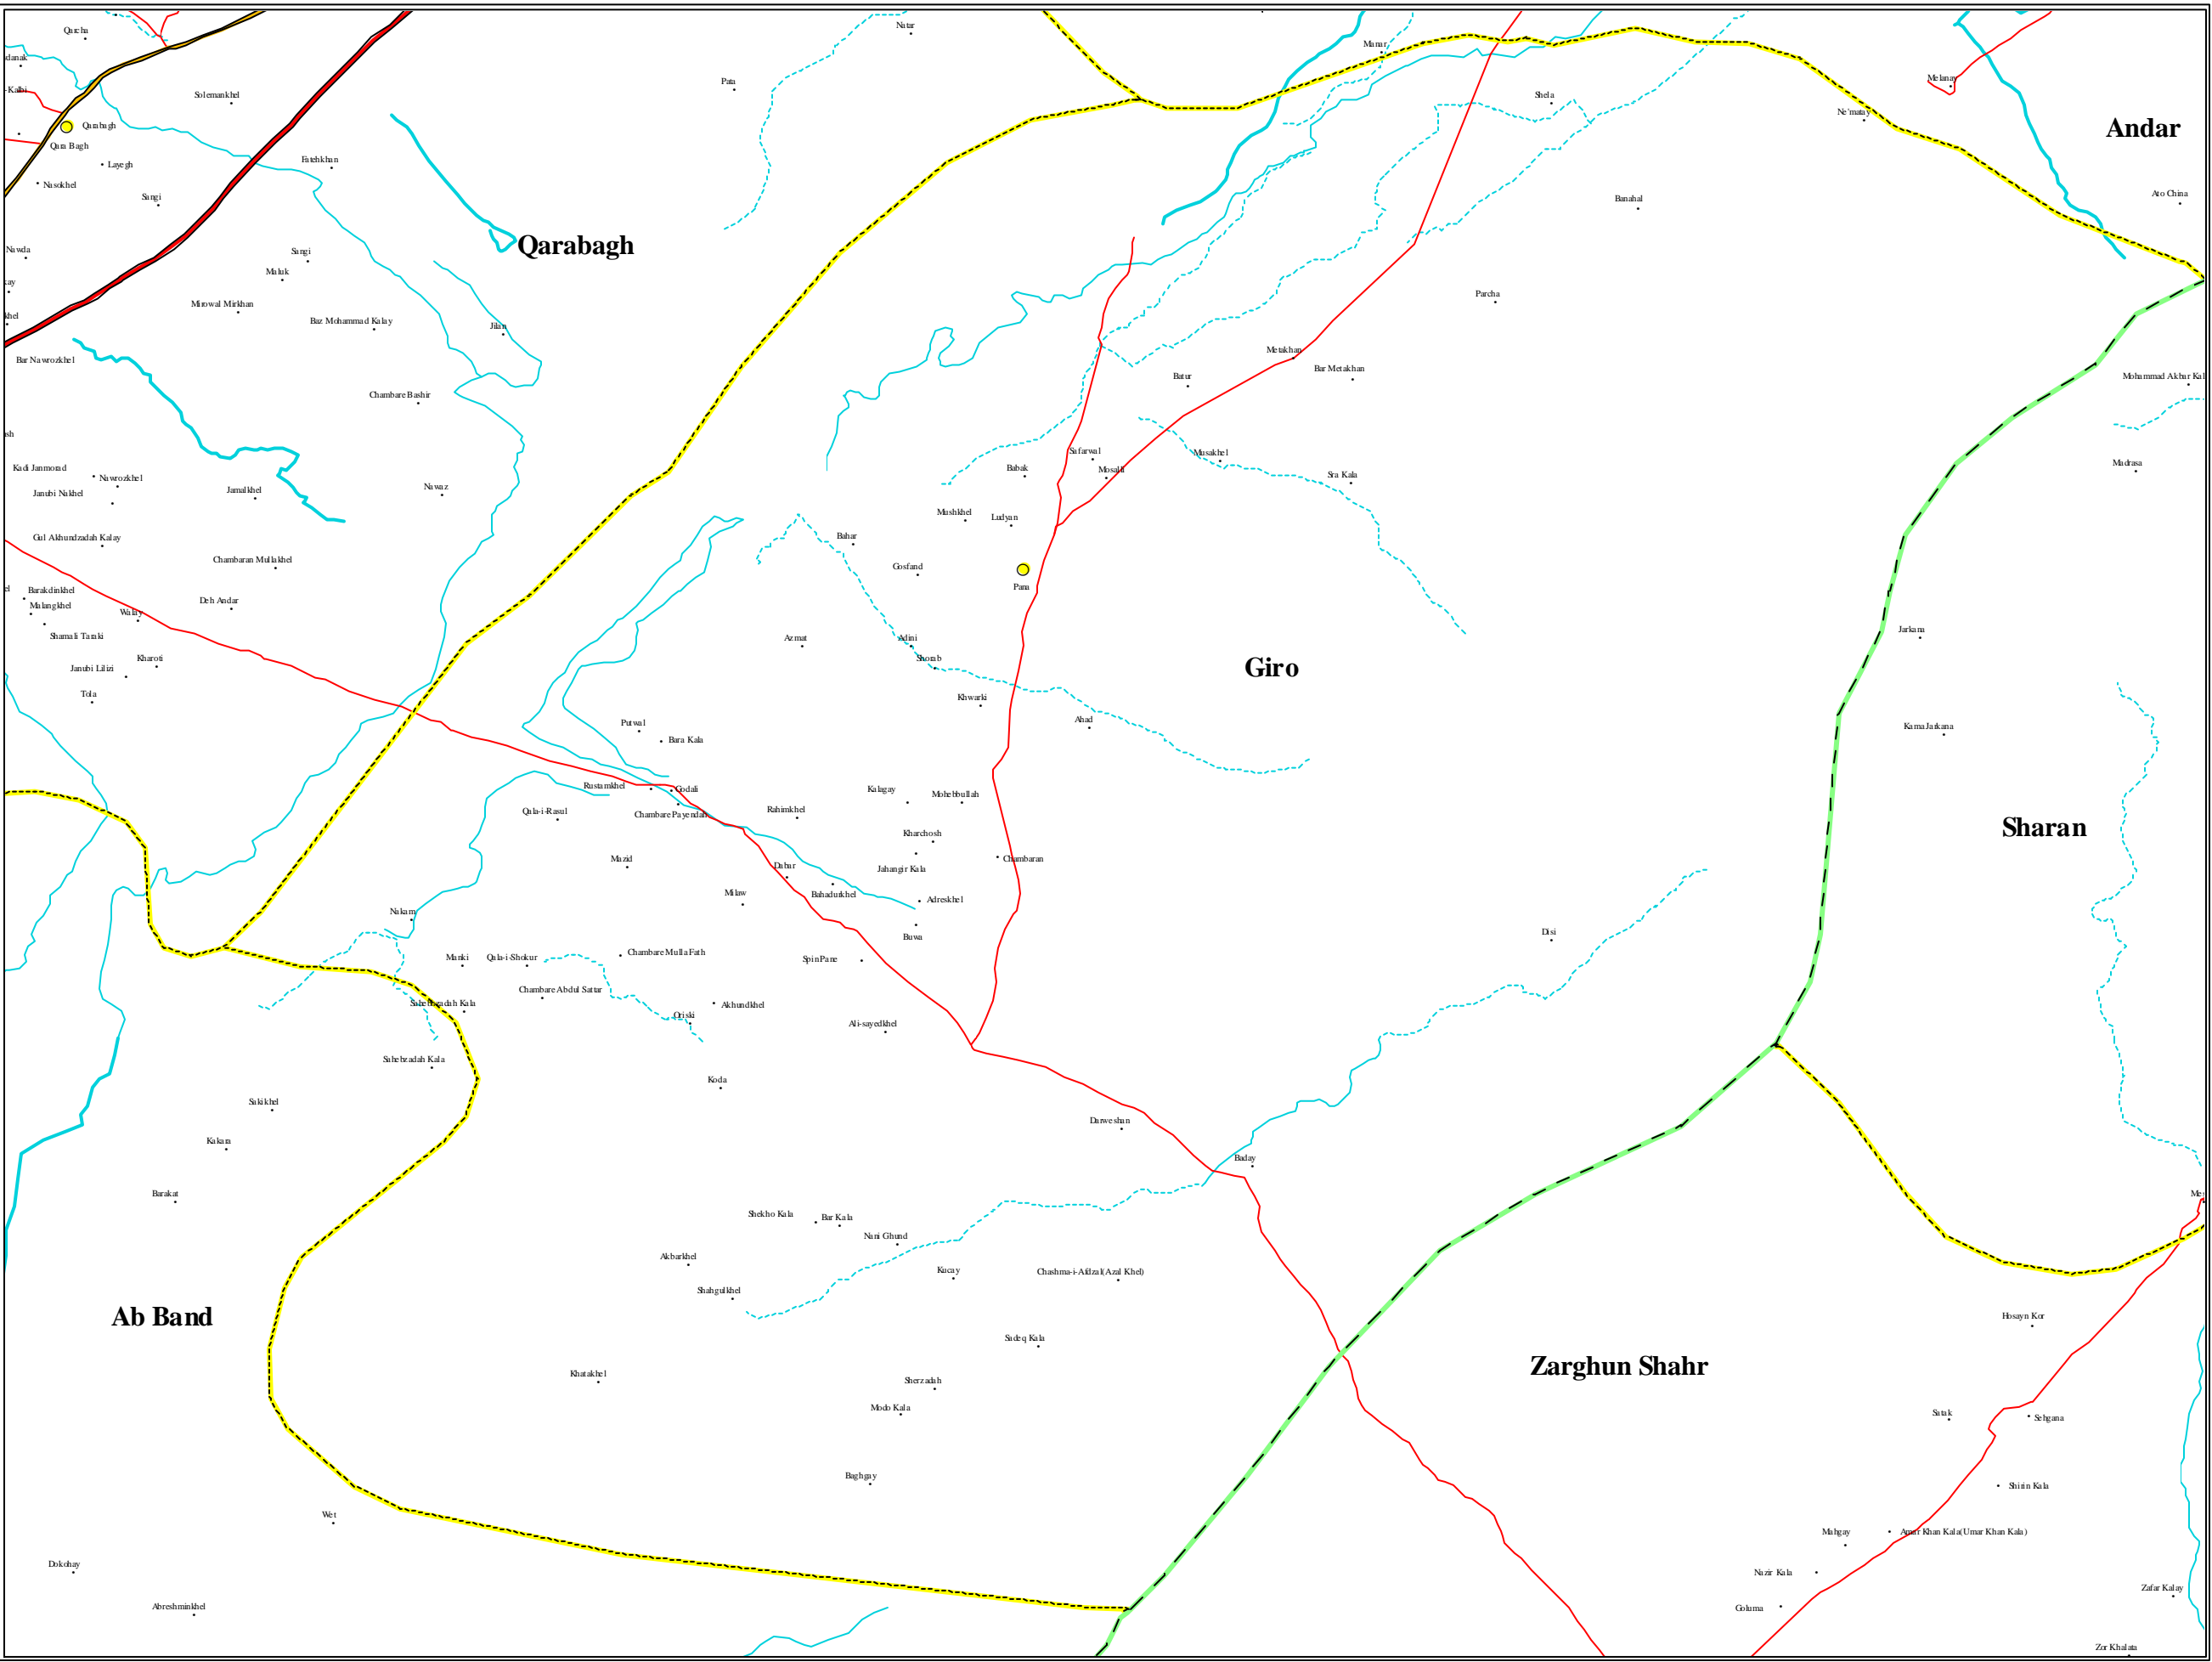 Qarcha
Natar
Manar
Melanay
Pata
Solemankhel
Shela
Ne'matay
Andar
Qarabagh
Qara Bagh
Layegh
Fatehkhan
Nasokhel
Sangi
Banahal
Ato China
Qarabagh
Nawda
Sangi
Maluk
Mirowal Mirkhan
Parcha
Baz Mohammad Kalay
Jilan
Bar Nawrozkhel
Metakhan
Bar Metakhan
Batur
Mohammad Akbar Kal
Chambare Bashir
Safarwal
Musakhel
Madrasa
Kadi Janmorad
Nawrozkhel
Babak
Mosalli
Sra Kala
Janubi Nakhel
Jamalkhel
Nawaz
Mushkhel
Ludyan
Gul Akhundzadah Kalay
Bahar
Chambaran Mullakhel
Gosfand
Pana
Barakdinkhel
Malangkhel
Walay
Deh Andar
Shamali Taraki
Azmat
Adini
Jarkana
Janubi Lilizi
Kharoti
Shorab
Giro
Tola
Khwarki
Putwal
Bara Kala
Ahad
Kama Jarkana
Rustamkhel
Godali
Kalagay
Mohebbullah
Qala-i-Rasul
Chambare Payendah
Rahimkhel
Sharan
Kharchosh
Mazid
Dabar
Jahangir Kala
Chambaran
Milaw
Bahadurkhel
Adreskhel
Nakam
Buwa
Disi
Manki
Qala-i-Shokur
Chambare Mulla Fath
Spin Pane
Chambare Abdul Sattar
Sahebzadah Kala
Akhundkhel
Oriski
Ali-sayedkhel
Sahebzadah Kala
Koda
Sakikhel
Darweshan
Kakara
Baday
Barakat
Shekho Kala
Bar Kala
Nani Ghund
Akbarkhel
Kucay
Chashma-i-Afdzal(Azal Khel)
Shahgulkhel
Ab Band
Hosayn Kor
Sadeq Kala
Zarghun Shahr
Khatakhel
Sherzadah
Modo Kala
Satak
Sehgana
Baghgay
Shirin Kala
Wet
Mahgay
Amar Khan Kala(Umar Khan Kala)
Dokohay
Nazir Kala
Zafar Kalay
Abreshminkhel
Goluma
Zor Khalata